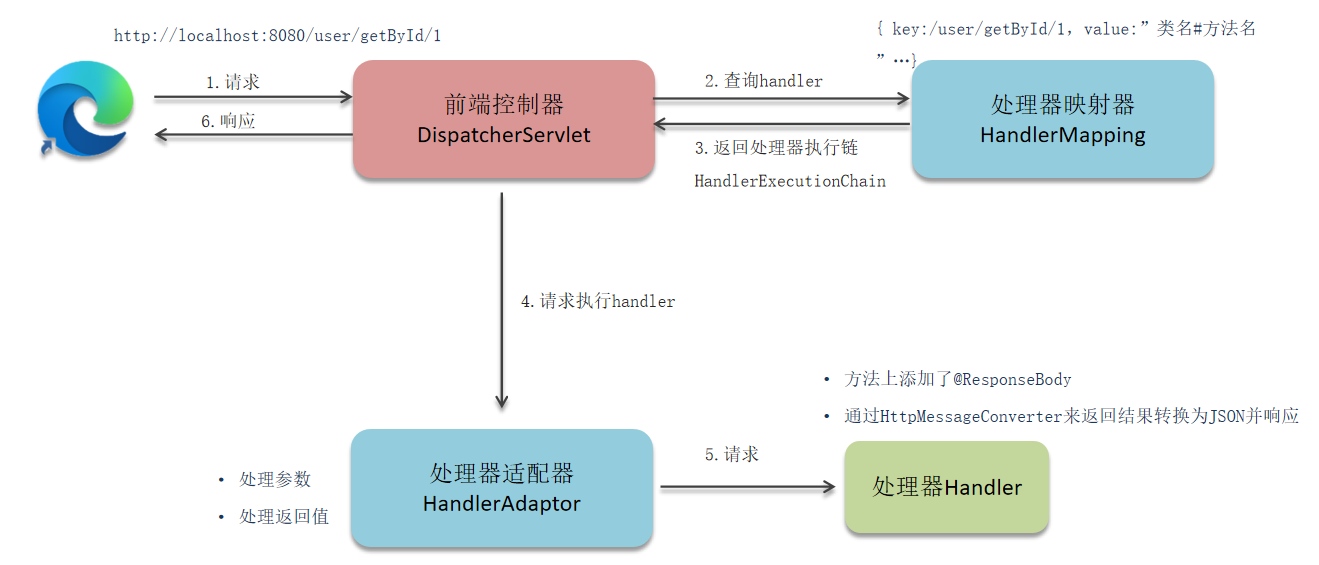 http://localhost:8080/user/getById/1
{ key:/user/getById/1，value:”类名#方法名
”…}
1.请求
6.响应
前端控制器
DispatcherServlet
2.查询handler
3.返回处理器执行链
HandlerExecutionChain
处理器映射器
HandlerMapping
4.请求执行handler
• 方法上添加了@ResponseBody
• 通过HttpMessageConverter来返回结果转换为JSON并响应
• 处理参数
• 处理返回值
处理器适配器
HandlerAdaptor
5.请求
处理器Handler